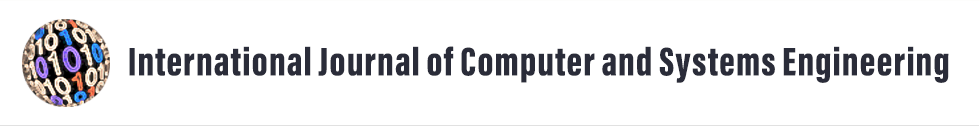 International Journal of Computer and Systems Engineering